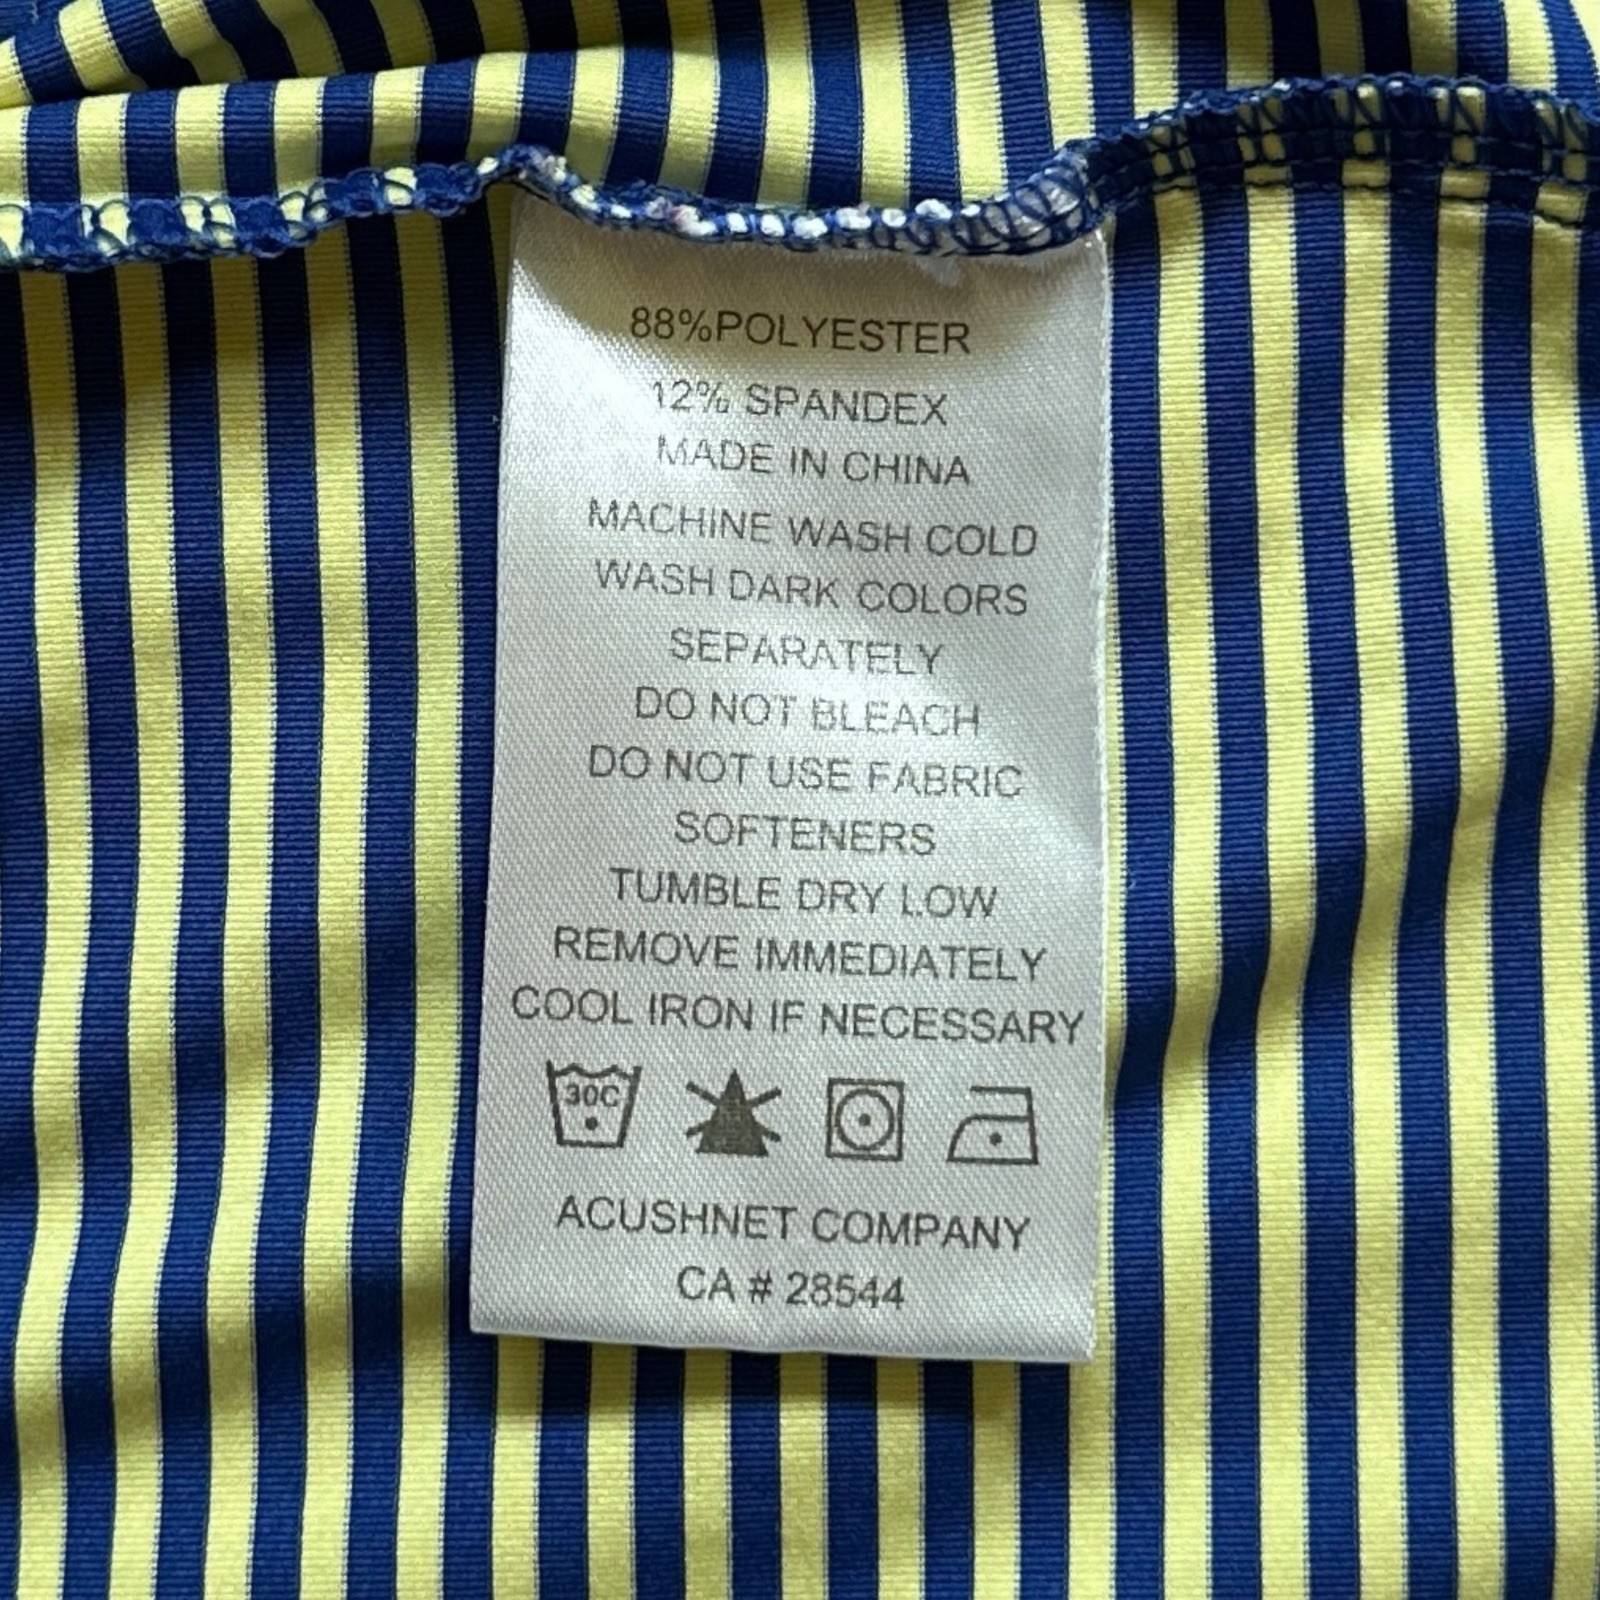 88%POLYESTER
12% SPANDEX
MADE IN CHINA
MACHINE WASH COLD
WASH DARK COLORS
SEPARATELY
DO NOT BLEACH
DO NOT USE FABRIC
SOFTENERS
TUMBLE DRY LOW
REMOVE IMMEDIATELY
COOL IRON IF NECESSARY
30C
ACUSHNET COMPANY
CA # 28544